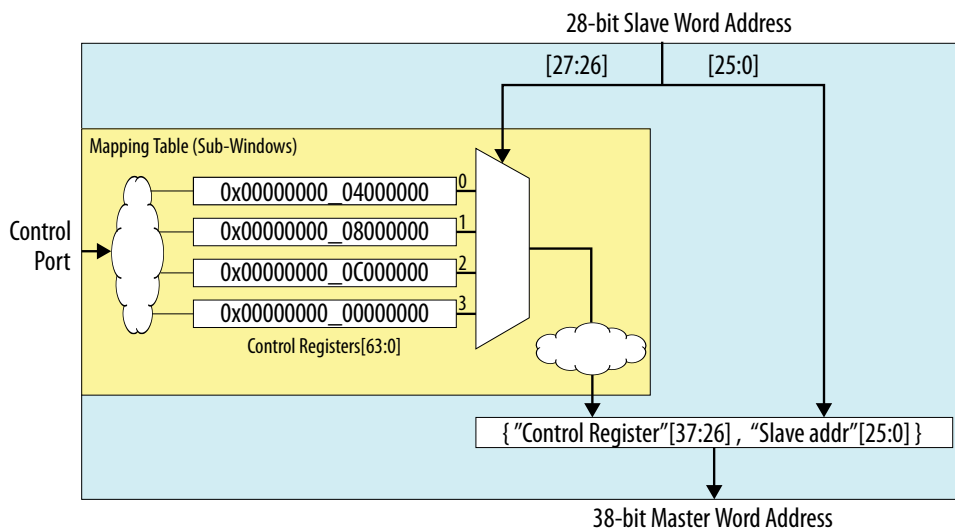 28-bit Slave Word Address
[27:26]
[25:0]
Mapping Table (Sub-Windows)
0x00000000_04000000
0
0x00000000_08000000
1
0x00000000_0C000000
2
0x00000000_00000000
3
Control
Port
Control Registers[63:0]
{ "Control Register"[37:26] , “Slave addr”[25:0] }
38-bit Master Word Address